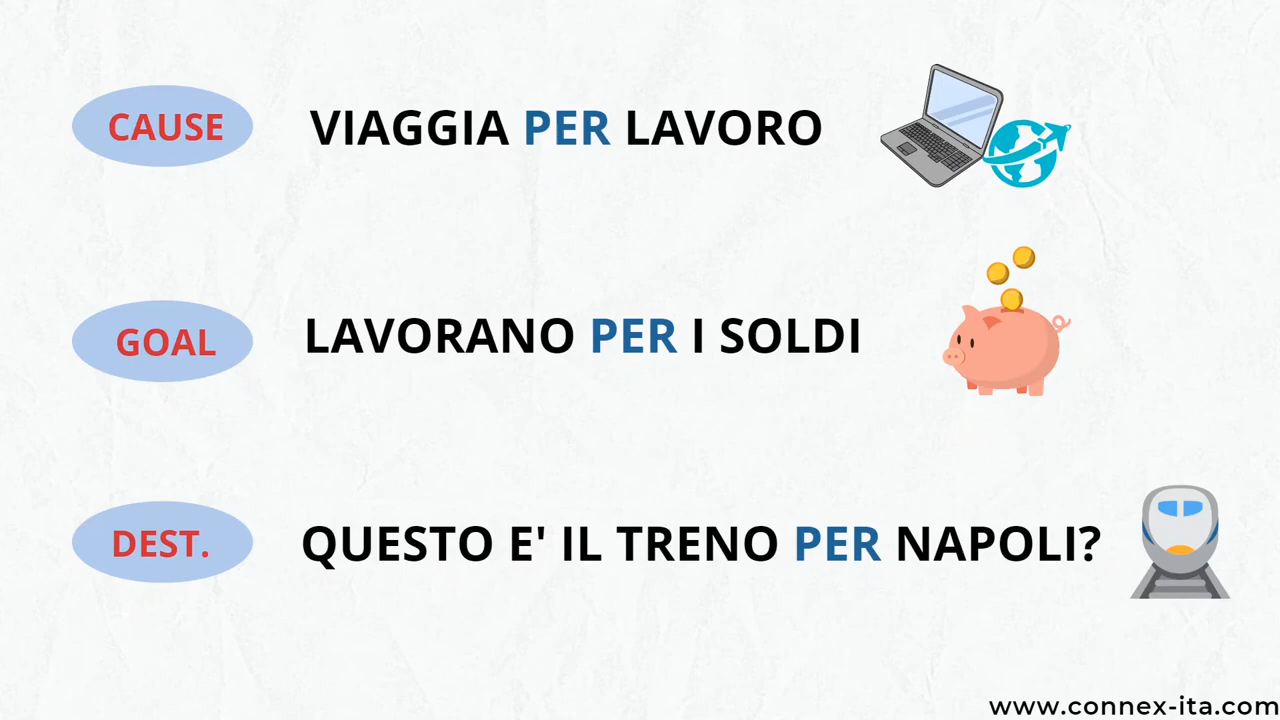 CAUSE VIAGGIA PER LAVORO
GOAL LAVORANO PER I SOLDI
DEST. QUESTO E' IL TRENO PER NAPOLI?
www.connex-ita.com